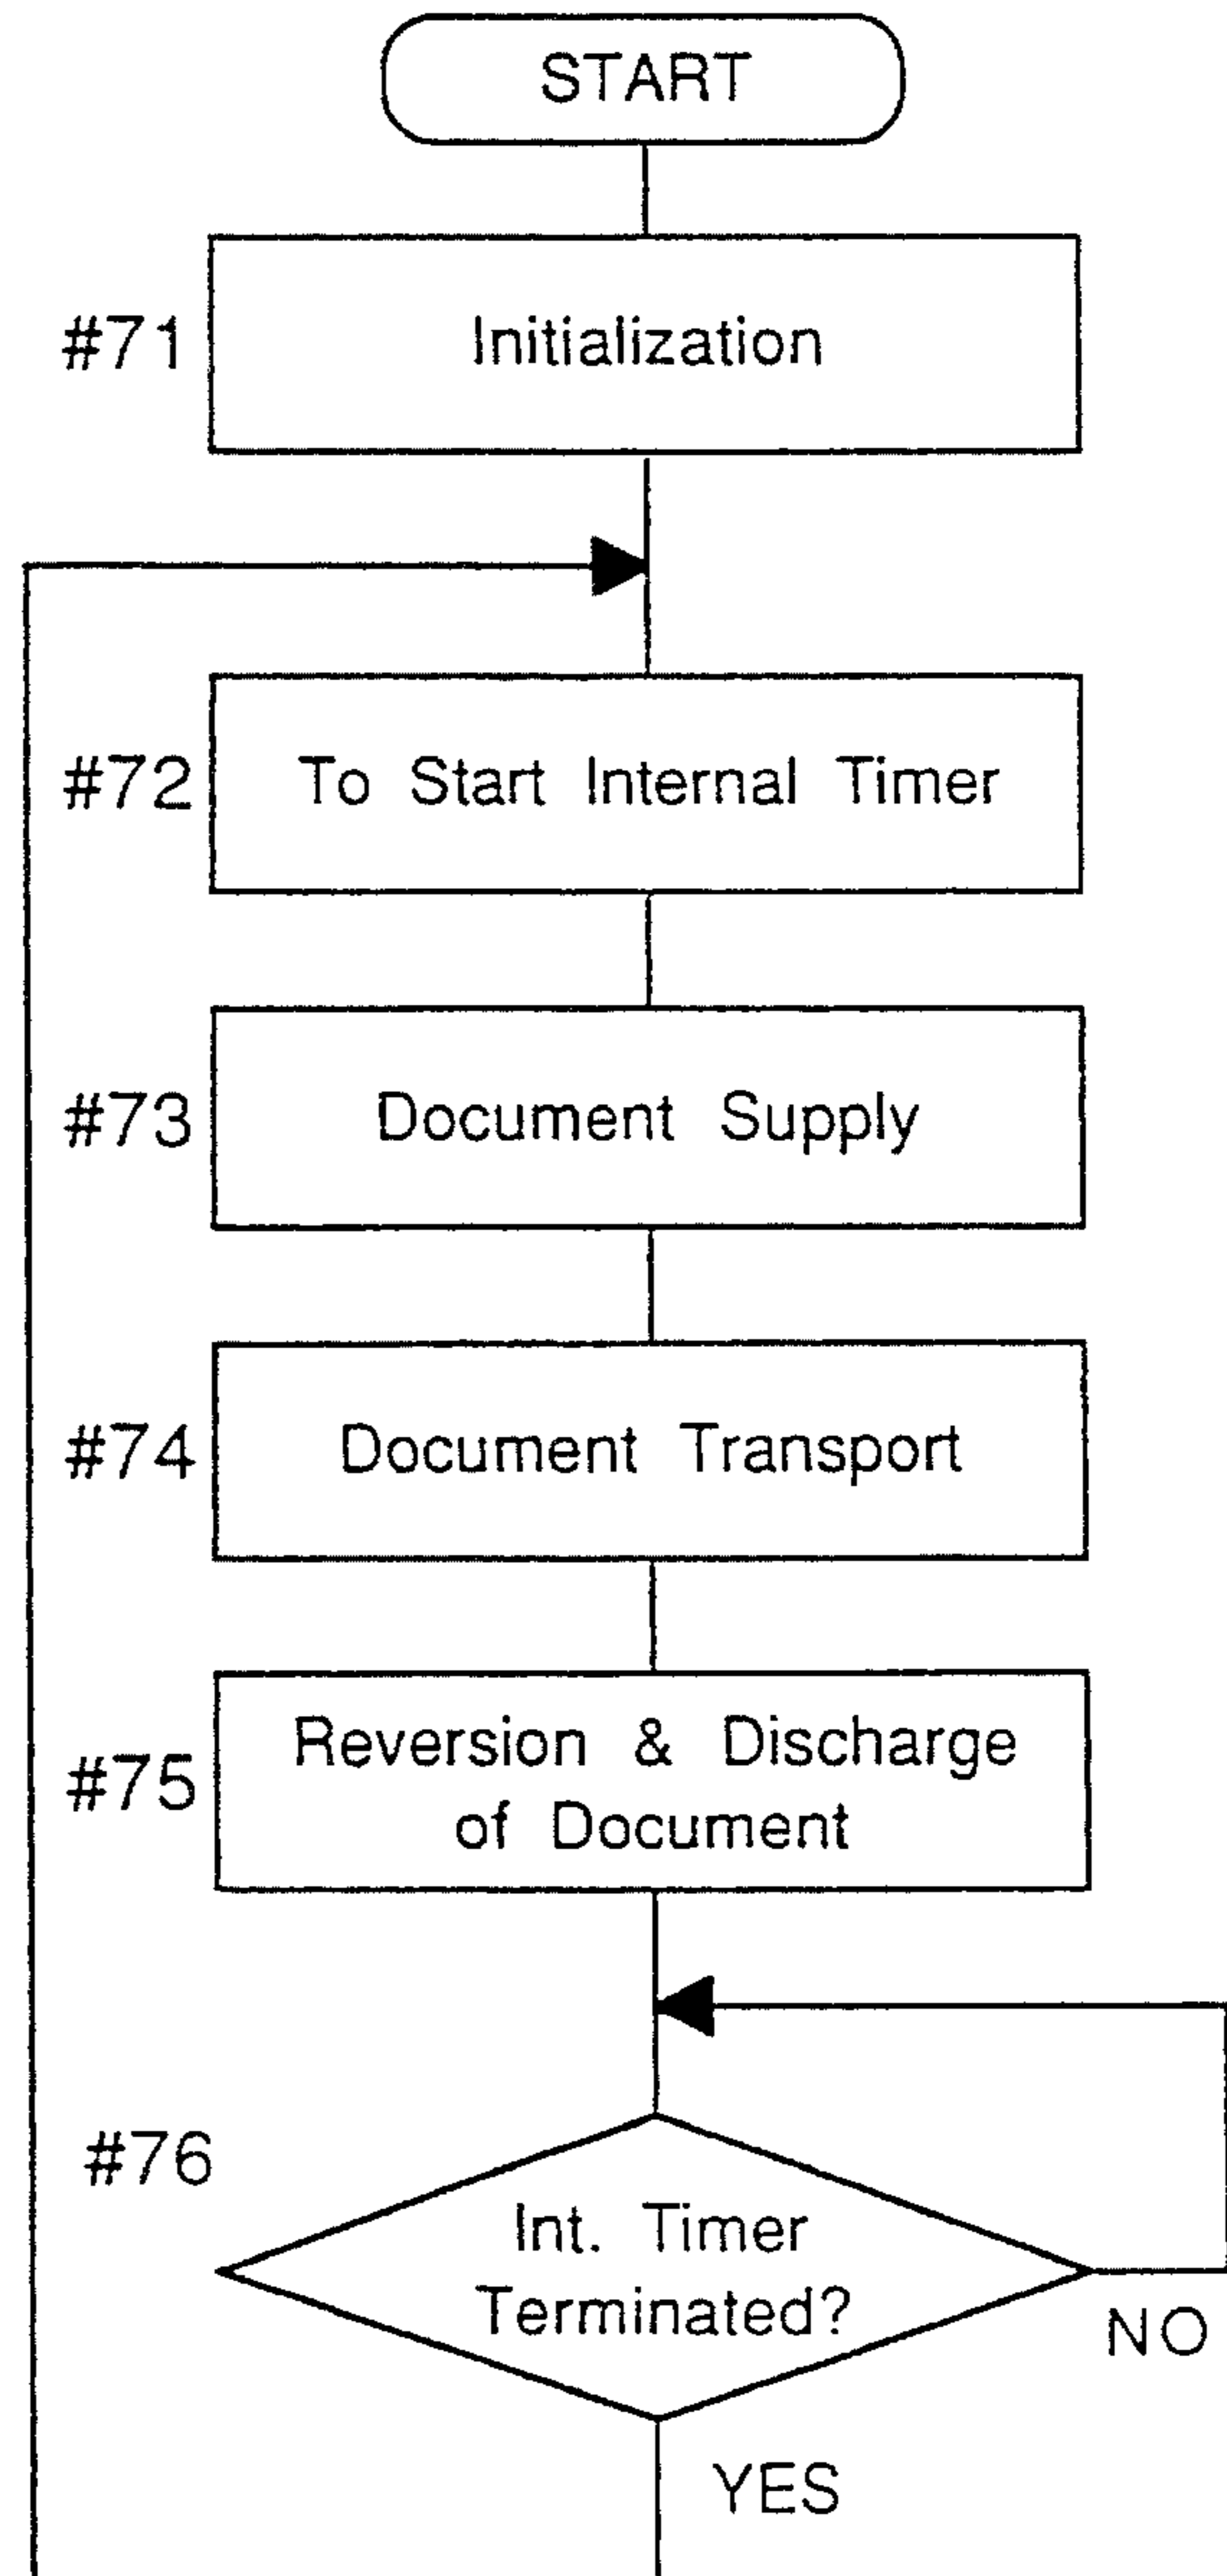 START
#71
Initialization
#72
To Start Internal Timer
#73
Document Supply
#74
Document Transport
#75
Reversion & Discharge
of Document
#76
Int. Timer
Terminated?
NO
YES